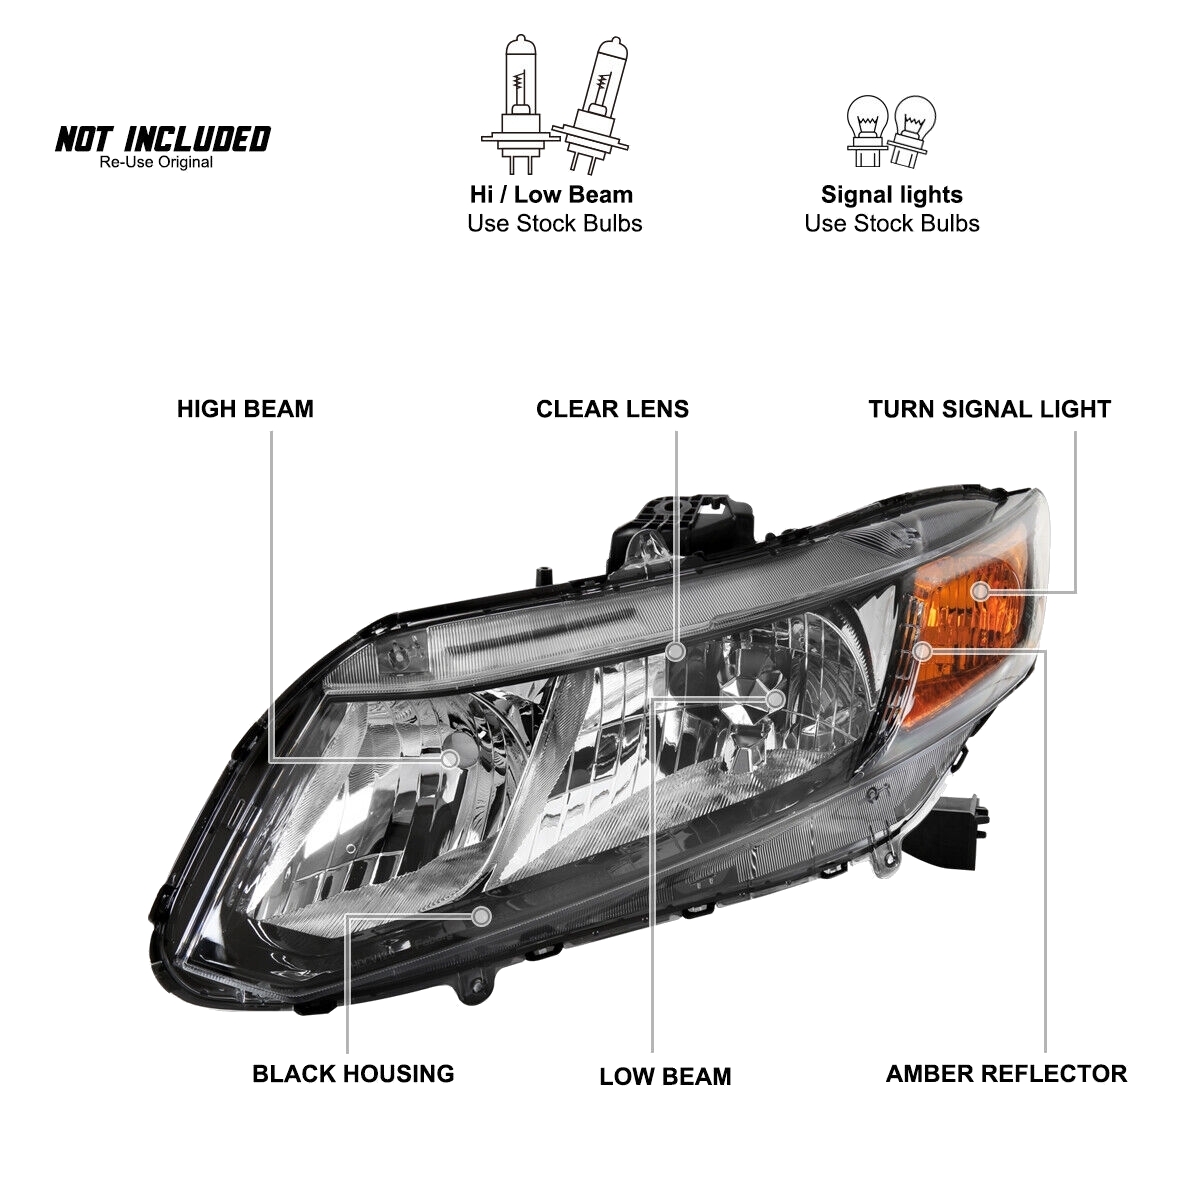 NOT INCLUDED
Re-Use Original
Hi / Low Beam
Use Stock Bulbs
Signal lights
Use Stock Bulbs
HIGH BEAM
CLEAR LENS
TURN SIGNAL LIGHT
BLACK HOUSING
LOW BEAM
AMBER REFLECTOR